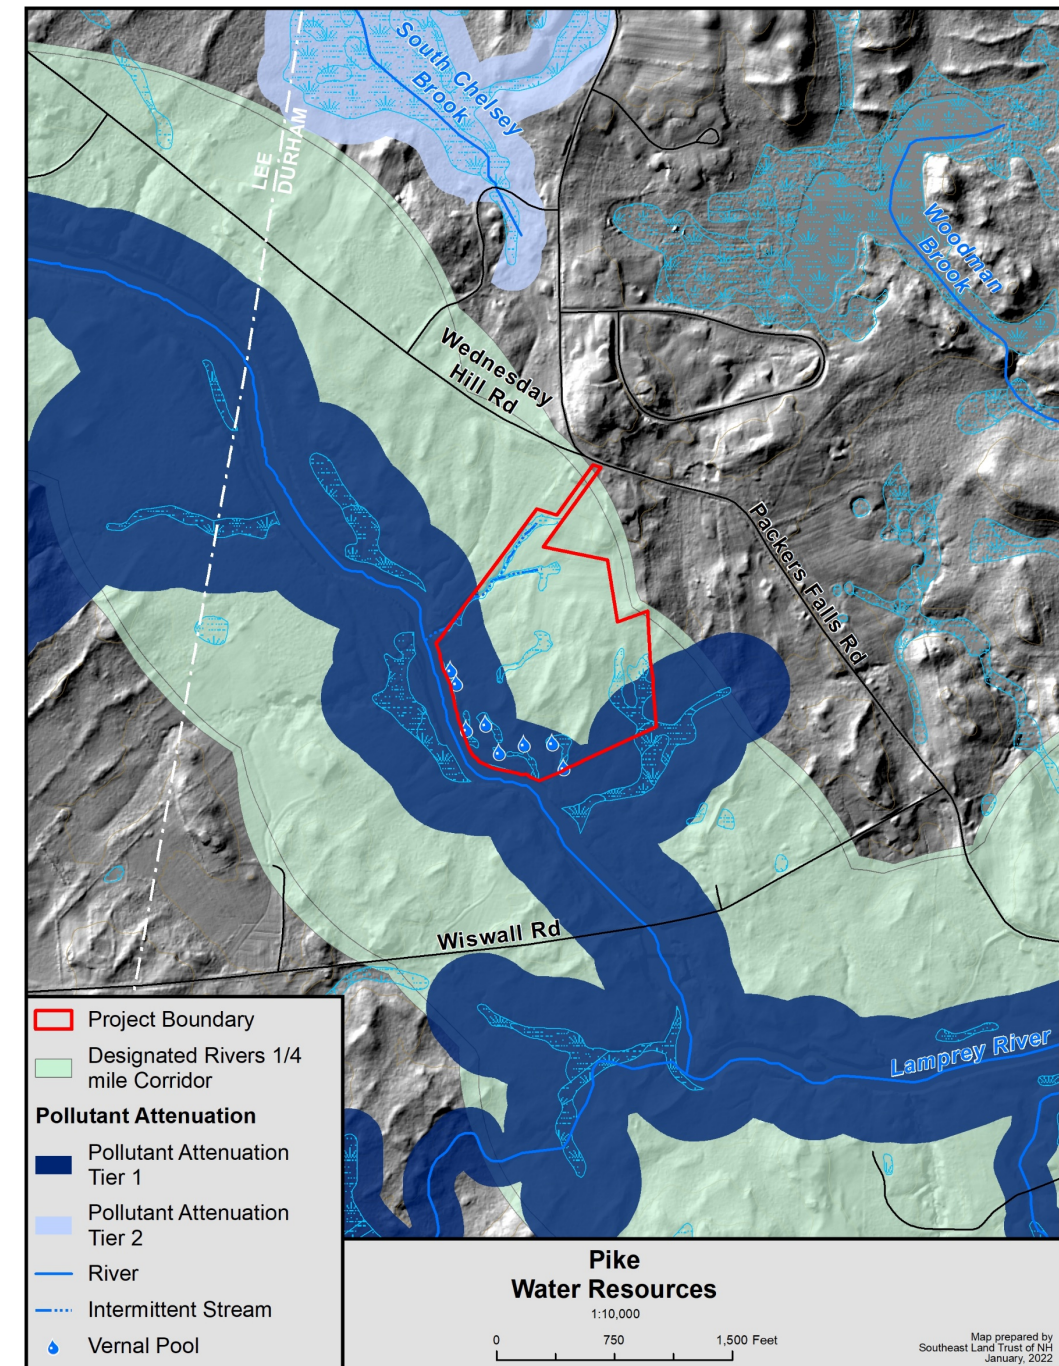 South Chelsey
Brook
LEE
DURHAM
Woodman
Brook
Wednesday
Hill Rd
Packers Falls Rd
Wiswall Rd
Lamprey River
Project Boundary
Designated Rivers 1/4
mile Corridor
Pollutant Attenuation
Pollutant Attenuation
Tier 1
Pollutant Attenuation
Tier 2
River
Intermittent Stream
Vernal Pool
Pike
Water Resources
1:10,000
0 750 1,500 Feet
Map prepared by
Southeast Land Trust of NH
January, 2022